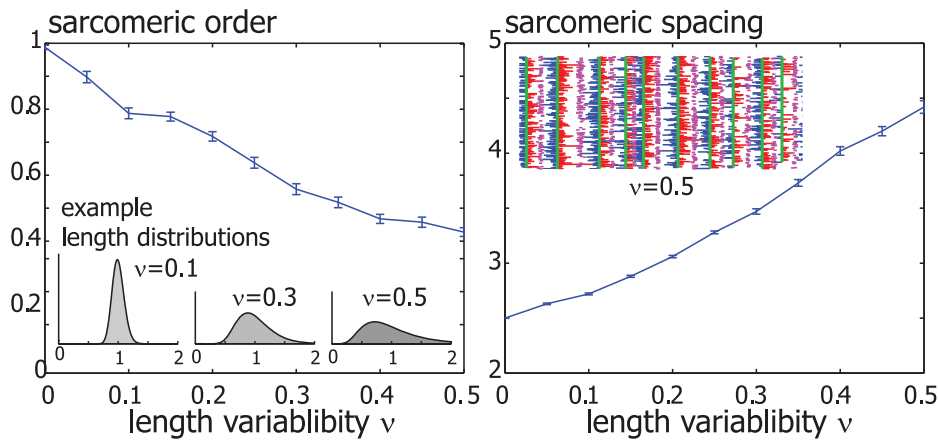 sarcomeric order
1
0.8
0.6
0.4
0.2
0
example
length distributions
ν=0.1
ν=0.3
ν=0.5
0 1 2
0 1 2
0 1 2
0 0.1 0.2 0.3 0.4 0.5
length variablibity ν
sarcomeric spacing
5
4
3
2
ν=0.5
0 0.1 0.2 0.3 0.4 0.5
length variablibity ν